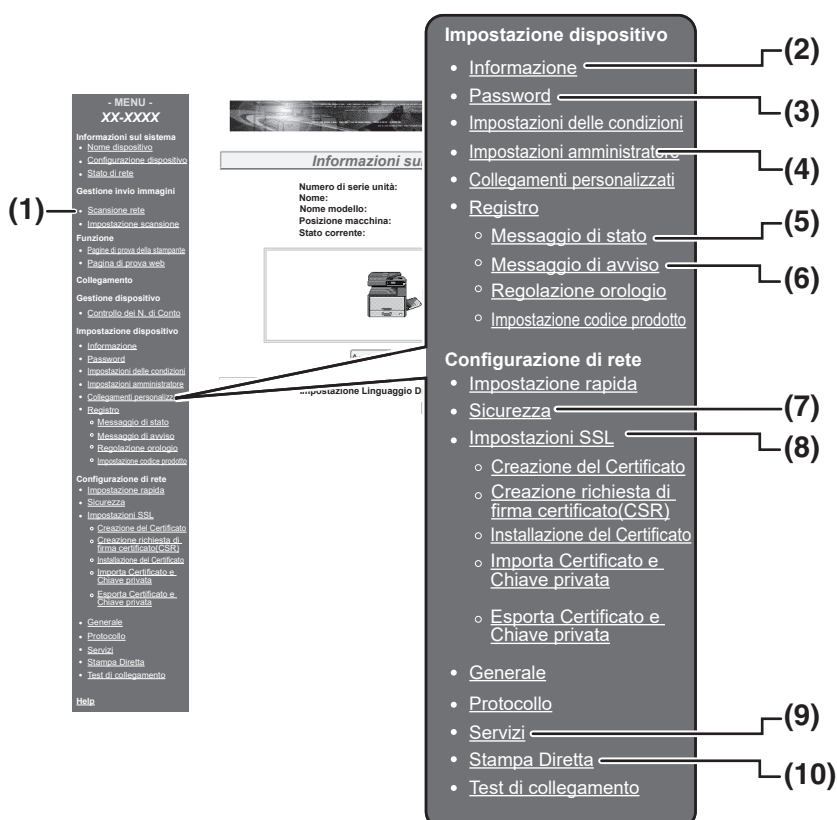 - MENU -
XX-XXXX
Informazioni sul sistema
• Nome dispositivo
• Configurazione dispositivo
• Stato di rete
Gestione invio immagini
(1)
• Scansione rete
• Impostazione scansione
Funzione
• Pagine di prova della stampante
• Pagina di prova web
Collegamento
Gestione dispositivo
• Controllo dei N. di Conto
Impostazione dispositivo
• Informazione
• Password
• Impostazioni delle condizioni
• Impostazioni amministratore
• Collegamenti personalizzati
• Registro
Messaggio di stato
Messaggio di avviso
Regolazione orologio
Impostazione codice prodotto
Configurazione di rete
• Impostazione rapida
• Sicurezza
• Impostazioni SSL
Creazione del Certificato
Creazione richiesta di
firma certificato(CSR)
Installazione del Certificato
Importa Certificato e
Chiave privata
Esporta Certificato e
Chiave privata
• Generale
• Protocollo
• Servizi
• Stampa Diretta
• Test di collegamento
Help
Informazioni su
Numero di serie unità:
Nome:
Nome modello:
Posizione macchina:
Stato corrente:
Impostazione Linguaggio D
Impostazione dispositivo
• Informazione (2)
• Password (3)
• Impostazioni delle condizioni
• Impostazioni amministratore (4)
• Collegamenti personalizzati
• Registro
Messaggio di stato (5)
Messaggio di avviso (6)
Regolazione orologio
Impostazione codice prodotto
Configurazione di rete
• Impostazione rapida
• Sicurezza (7)
• Impostazioni SSL (8)
Creazione del Certificato
Creazione richiesta di
firma certificato(CSR)
Installazione del Certificato
Importa Certificato e
Chiave privata
Esporta Certificato e
Chiave privata
• Generale
• Protocollo
• Servizi (9)
• Stampa Diretta (10)
• Test di collegamento